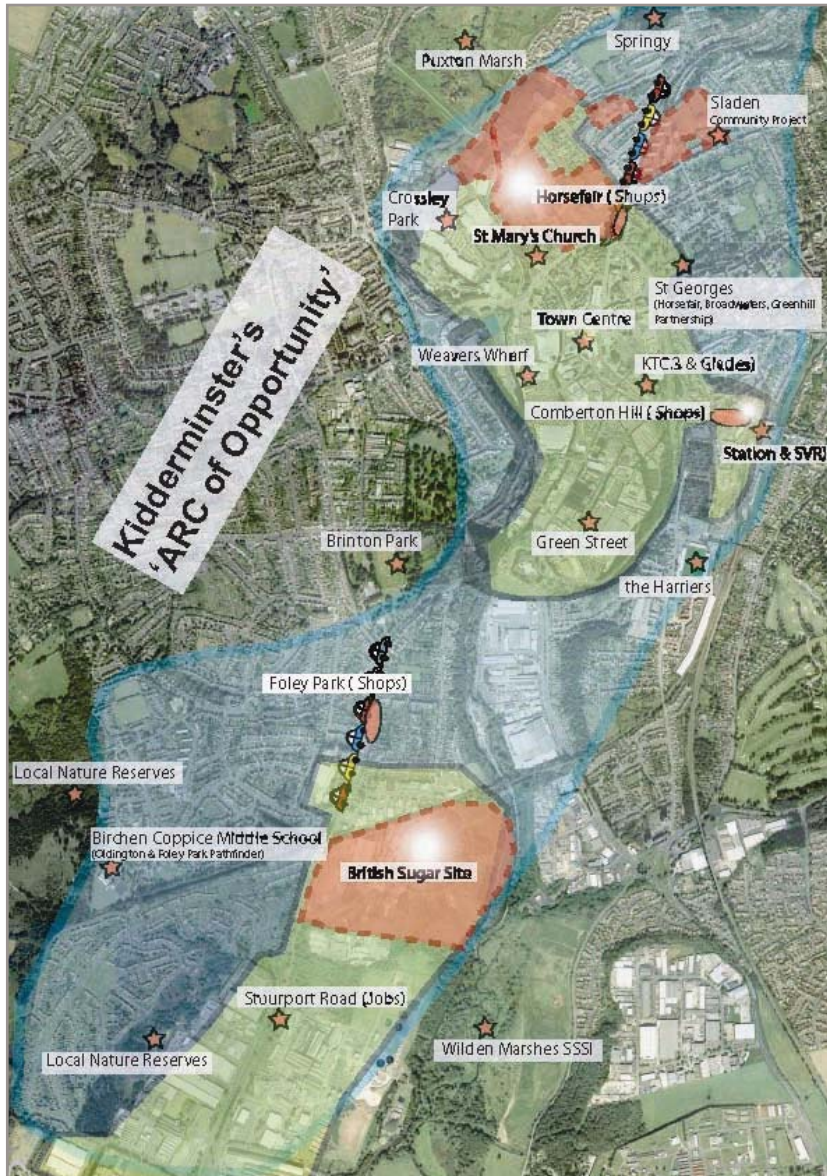 Springy
Puxton Marsh
Sladen
Community Project
Crossley
Park
Horsefair ( Shops)
St Mary's Church
St Georges
(Horsefair, Broadwaters, Greenhill
Partnership)
Town Centre
Weavers Wharf
KTC.3 & Glades)
Comberton Hill ( Shops)
Station & SVR)
Kidderminster's
'ARC of Opportunity'
Brinton Park
Green Street
the Harriers
Foley Park ( Shops)
Local Nature Reserves
Birchen Coppice Middle School
(Oldington & Foley Park Pathfinder)
British Sugar Site
Stourport Road (Jobs)
Local Nature Reserves
Wilden Marshes SSSI